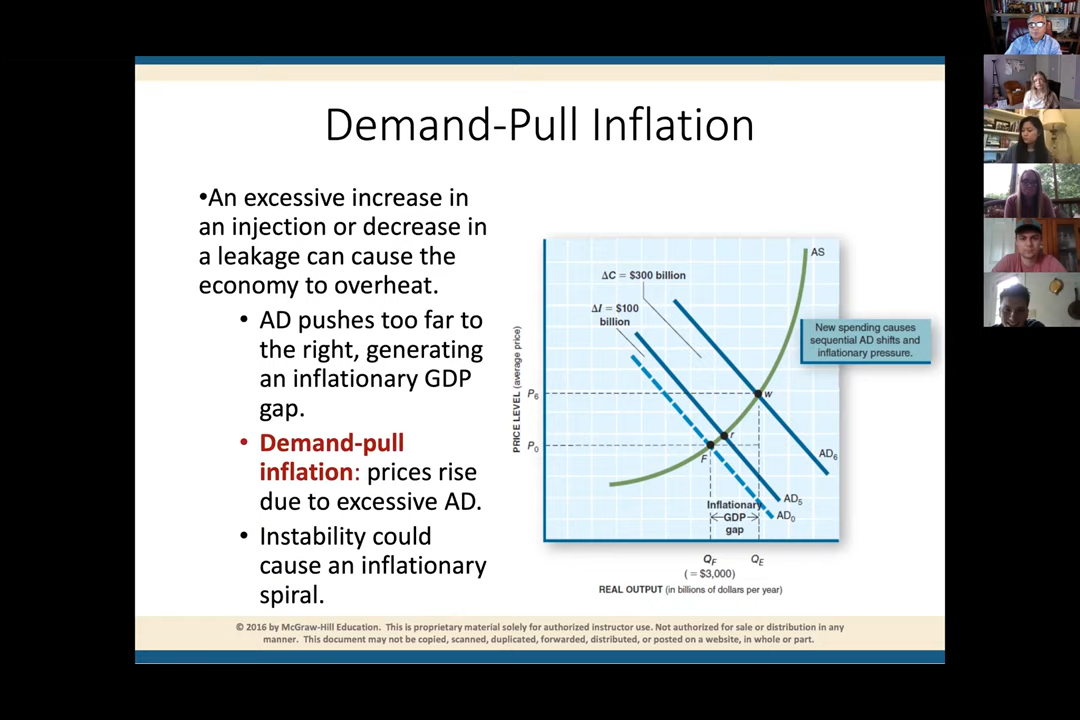 Demand-Pull Inflation
•An excessive increase in
an injection or decrease in
a leakage can cause the
economy to overheat.
• AD pushes too far to
the right, generating
an inflationary GDP
gap.
• Demand-pull
inflation: prices rise
due to excessive AD.
• Instability could
cause an inflationary
spiral.
PRICE LEVEL (average price)
ΔC = $300 billion
ΔI = $100
billion
AS
New spending causes
sequential AD shifts and
inflationary pressure.
P6
w
P0
r
F
AD6
Inflationary
GDP
gap
AD5
AD0
QF
QE
( = $3,000)
REAL OUTPUT (in billions of dollars per year)
© 2016 by McGraw-Hill Education. This is proprietary material solely for authorized instructor use. Not authorized for sale or distribution in any
manner. This document may not be copied, scanned, duplicated, forwarded, distributed, or posted on a website, in whole or part.